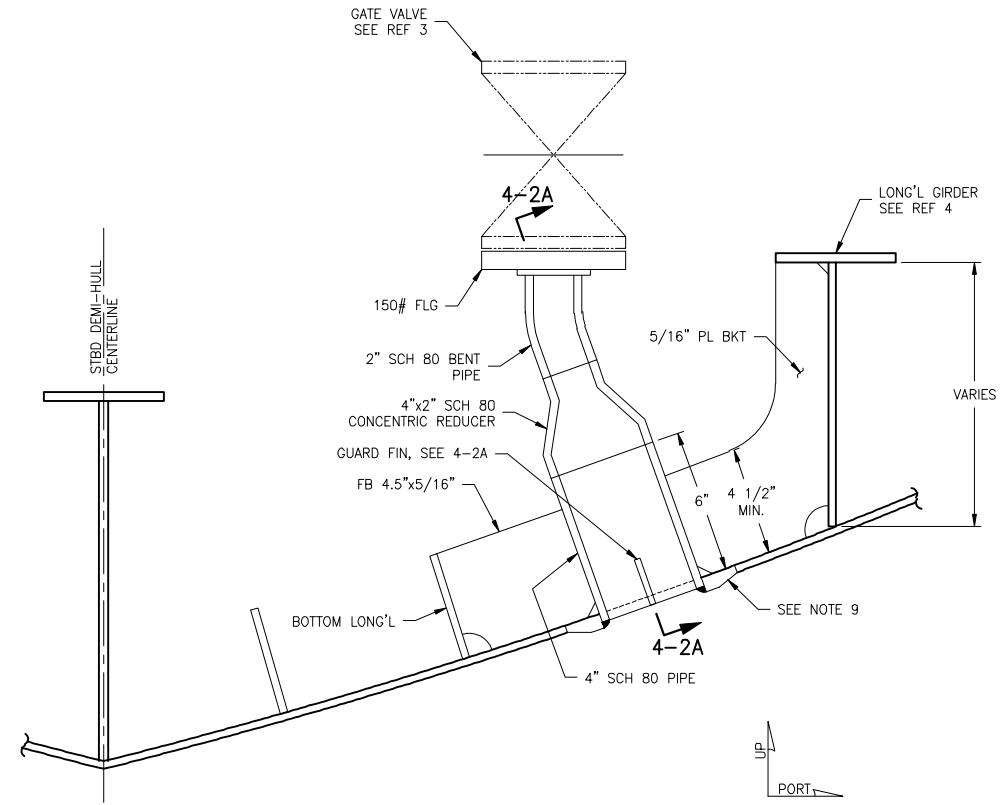 GATE VALVE
SEE REF 3
4-2A
LONG'L GIRDER
SEE REF 4
STBD DEMI-HULL
CENTERLINE
150# FLG
5/16" PL BKT
2" SCH 80 BENT
PIPE
VARIES
4"x2" SCH 80
CONCENTRIC REDUCER
GUARD FIN, SEE 4-2A
FB 4.5"x5/16"
6"
4 1/2"
MIN.
BOTTOM LONG'L
SEE NOTE 9
4-2A
4" SCH 80 PIPE
UP
PORT